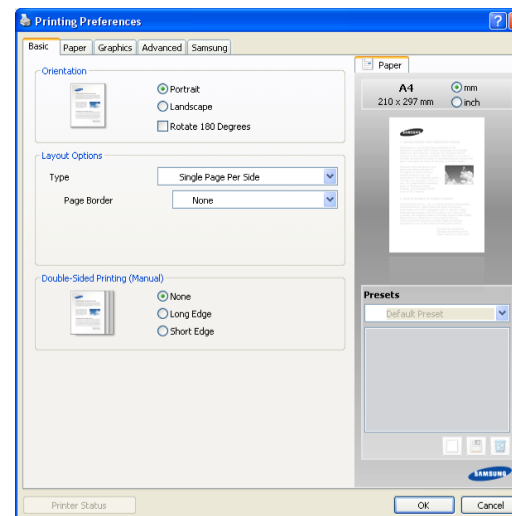 Printing Preferences
Basic Paper Graphics Advanced Samsung
Orientation
Portrait
Landscape
Rotate 180 Degrees
Layout Options
Type Single Page Per Side
Page Border None
Double-Sided Printing (Manual)
None
Long Edge
Short Edge
Paper
A4 mm
210 x 297 mm inch
SAMSUNG
Presets
Default Preset
SAMSUNG
Printer Status OK Cancel